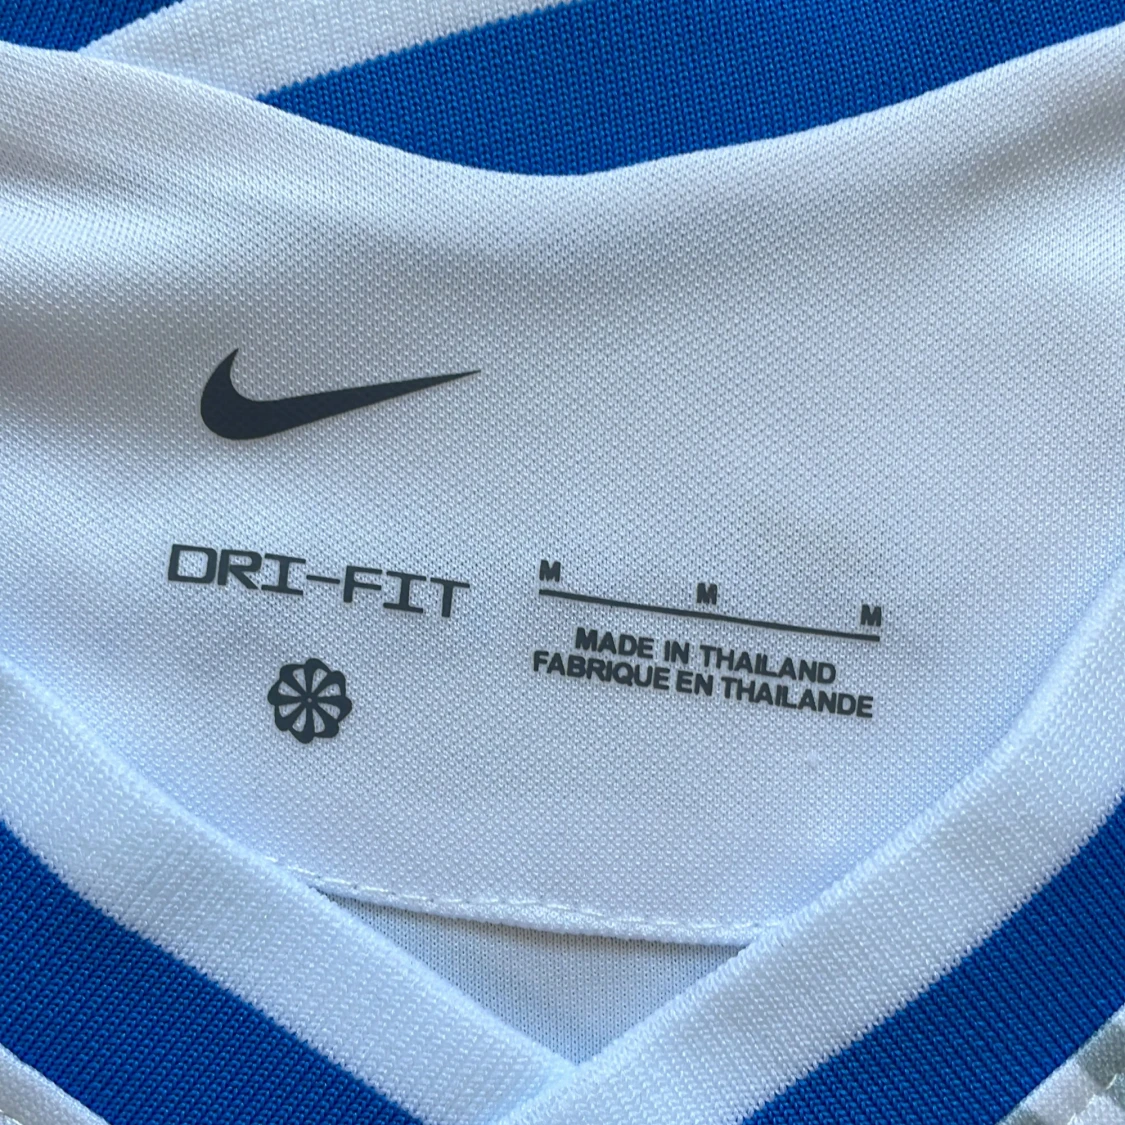 DRI-FIT
M M M
MADE IN THAILAND
FABRIQUE EN THAILANDE